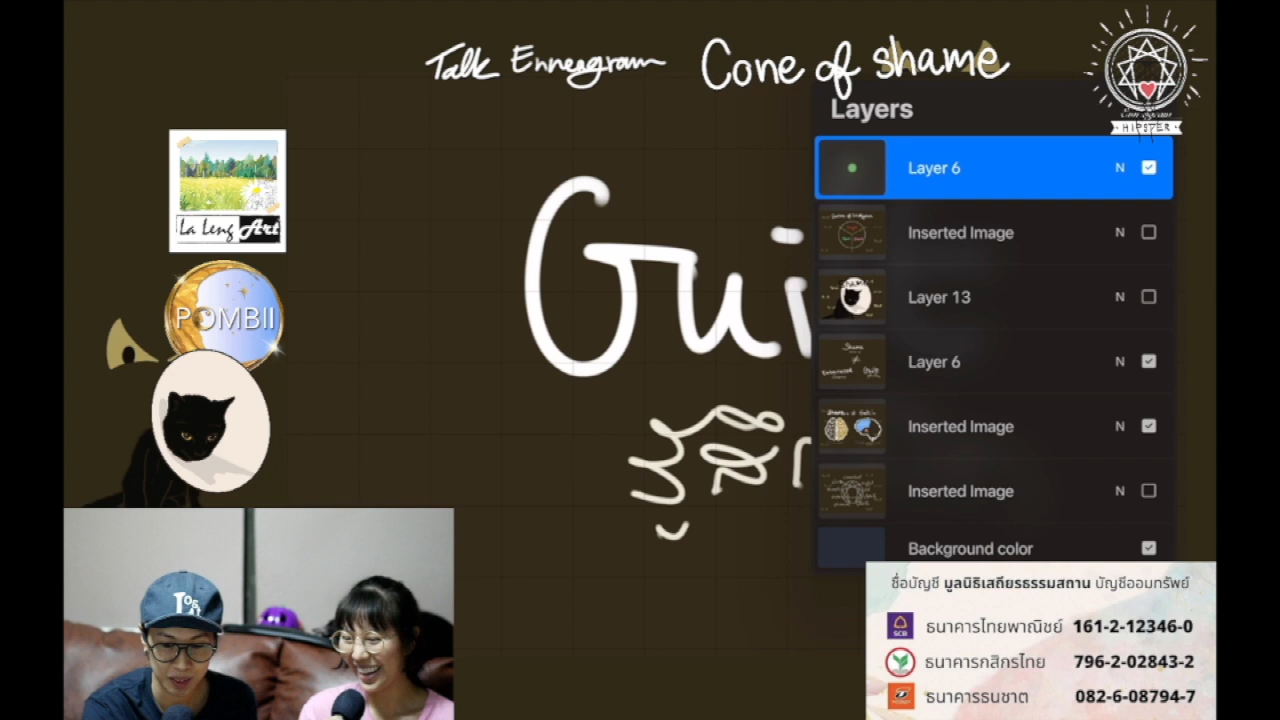 Talk Enneagram Cone of shame
HIPSTER
Layers
Layer 6 N
Inserted Image N
Layer 13 N
Layer 6 N
Inserted Image N
Inserted Image N
Background color
La Leng Art
POMBII
Gui
ชื่อบัญชี มูลนิธิเสถียรธรรมสถาน บัญชีออมทรัพย์
SCB ธนาคารไทยพาณิชย์ 161-2-12346-0
ธนาคารกสิกรไทย 796-2-02843-2
ธนาคารธนชาต 082-6-08794-7